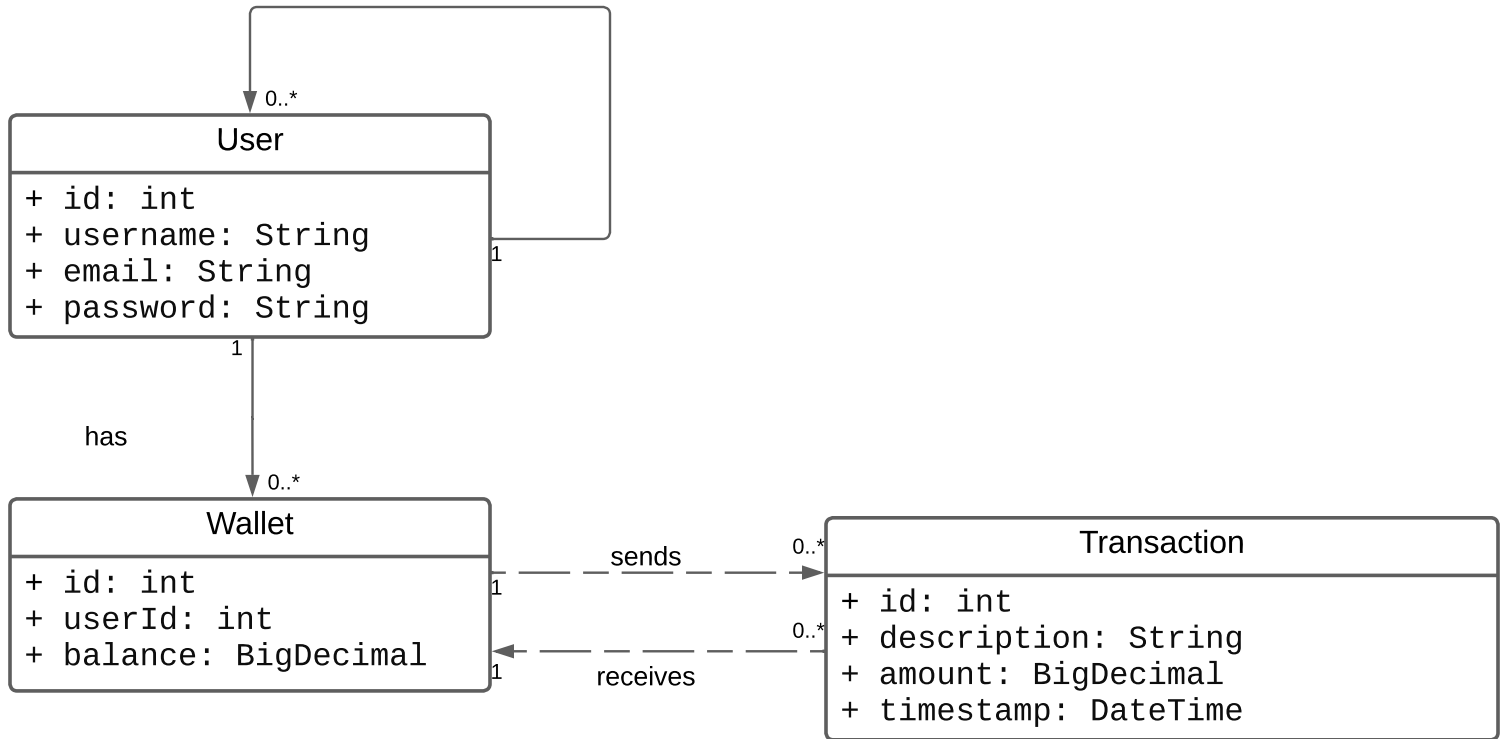 0..*
User
+ id: int
+ username: String
+ email: String
+ password: String
1
1
has
0..*
Wallet
+ id: int
+ userId: int
+ balance: BigDecimal
sends
0..*
1
0..*
1
receives
Transaction
+ id: int
+ description: String
+ amount: BigDecimal
+ timestamp: DateTime